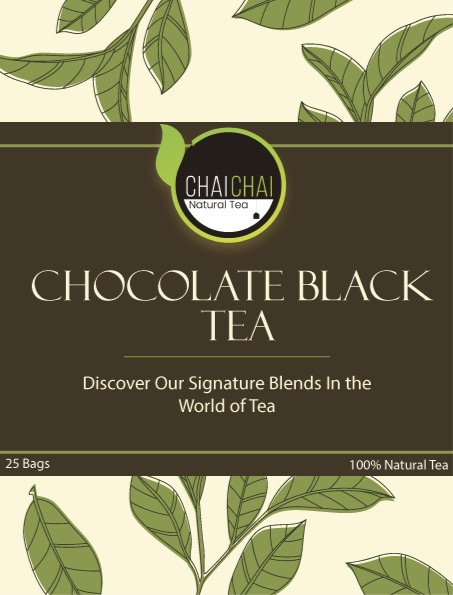 CHAICHAI
Natural Tea
CHOCOLATE BLACK
TEA
Discover Our Signature Blends In the
World of Tea
25 Bags
100% Natural Tea